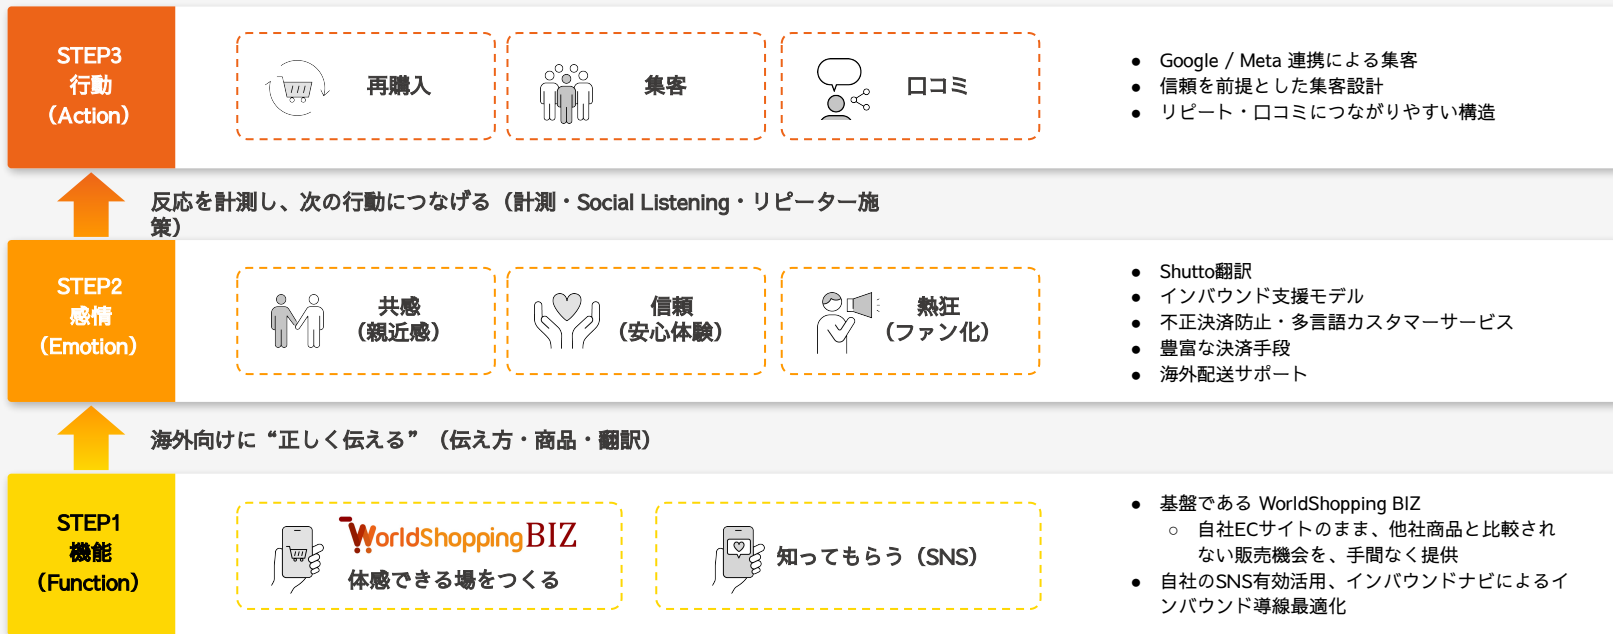 STEP3
行動
（Action）
再購入
集客
口コミ
● Google / Meta 連携による集客
● 信頼を前提とした集客設計
● リピート・口コミにつながりやすい構造
反応を計測し、次の行動につなげる（計測・Social Listening・リピーター施
策）
STEP2
感情
（Emotion）
共感
（親近感）
信頼
（安心体験）
熱狂
（ファン化）
● Shutto翻訳
● インバウンド支援モデル
● 不正決済防止・多言語カスタマーサービス
● 豊富な決済手段
● 海外配送サポート
海外向けに“正しく伝える”（伝え方・商品・翻訳）
STEP1
機能
（Function）
WorldShopping BIZ
体感できる場をつくる
知ってもらう（SNS）
● 基盤である WorldShopping BIZ
○ 自社ECサイトのまま、他社商品と比較され
ない販売機会を、手間なく提供
● 自社のSNS有効活用、インバウンドナビによるイ
ンバウンド導線最適化